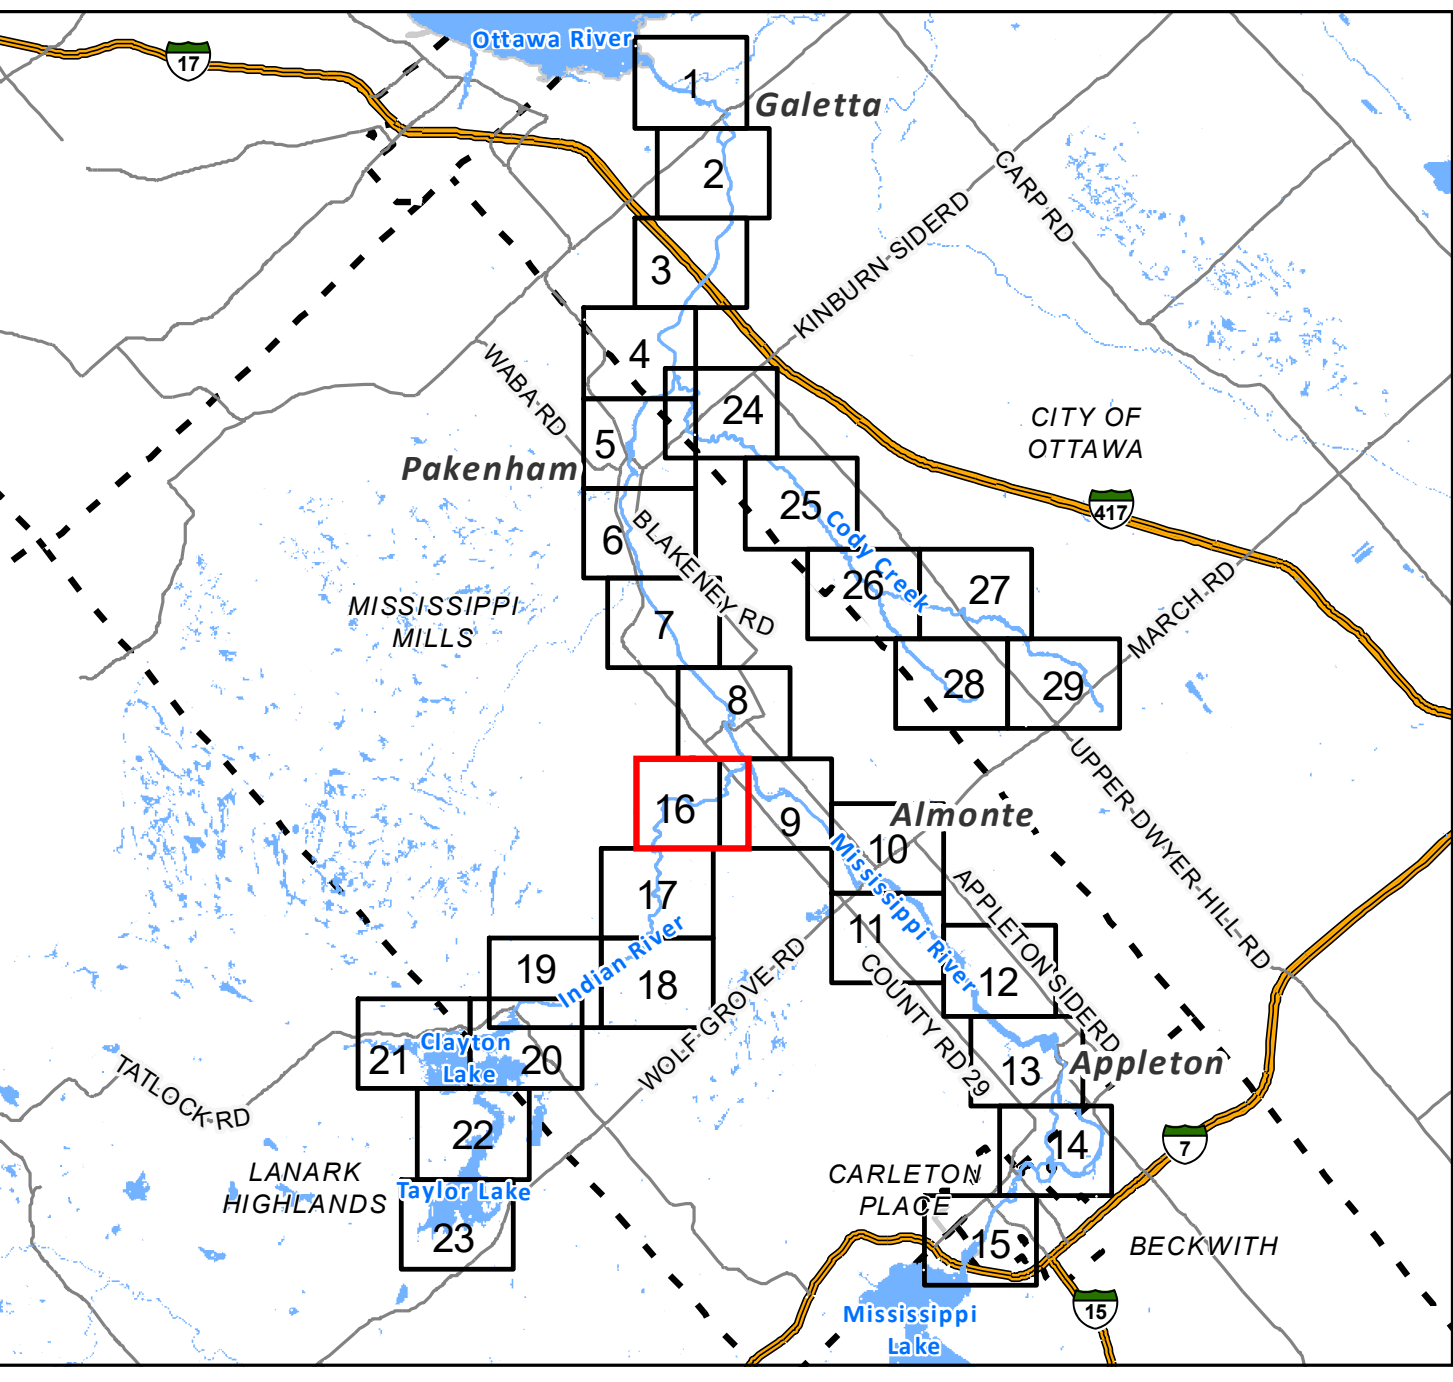 Ottawa River
17
1
Galetta
2
CARP RD
KINBURN SIDERD
3
4
WABA RD
24
CITY OF
OTTAWA
5
Pakenham
25
417
Cody Creek
6
BLAKENEY RD
26
27
MISSISSIPPI
MILLS
7
MARCH RD
28
29
8
UPPER DWYER HILL RD
16
9
Almonte
10
Mississippi River
17
APPLETON SIDERD
11
Indian River
19
18
12
WOLF GROVE RD
COUNTY RD 29
Clayton
Lake
21
20
13
Appleton
TATLOCK RD
22
14
7
LANARK
HIGHLANDS
Taylor Lake
CARLETON
PLACE
23
15
BECKWITH
15
Mississippi
Lake